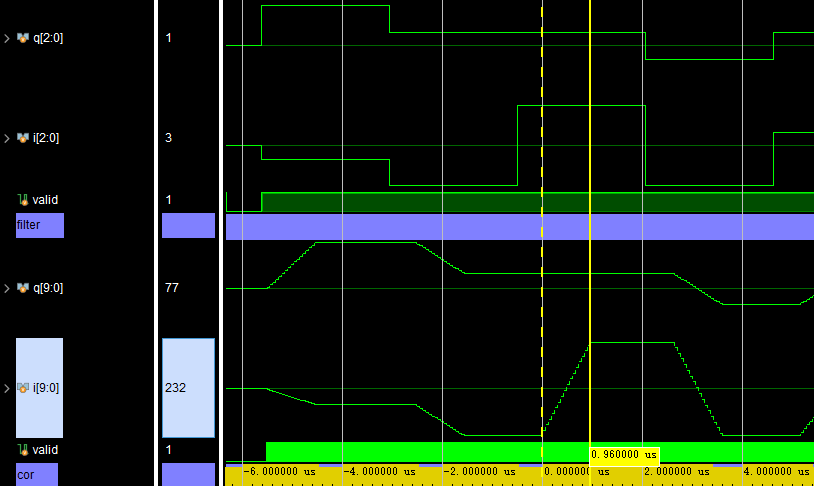 q[2:0] 1
i[2:0] 3
valid 1
filter
q[9:0] 77
i[9:0] 232
valid 1
0.960000 us
cor
-6.000000 us -4.000000 us -2.000000 us 0.000000 us 2.000000 us 4.000000 us